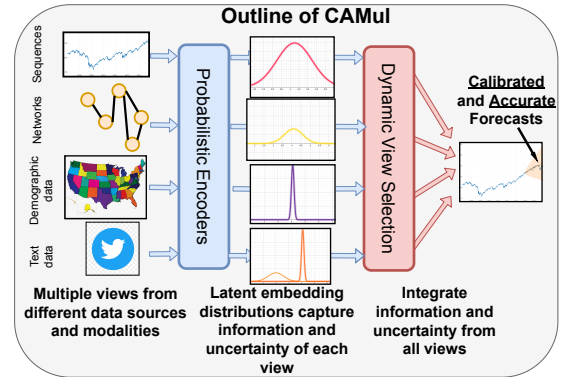 Outline of CAMul
Sequences
Networks
Demographic
data
Text
data
Probabilistic Encoders
Dynamic View Selection
Calibrated
and Accurate
Forecasts
Multiple views from
different data sources
and modalities
Latent embedding
distributions capture
information and
uncertainty of each
view
Integrate
information and
uncertainty from
all views